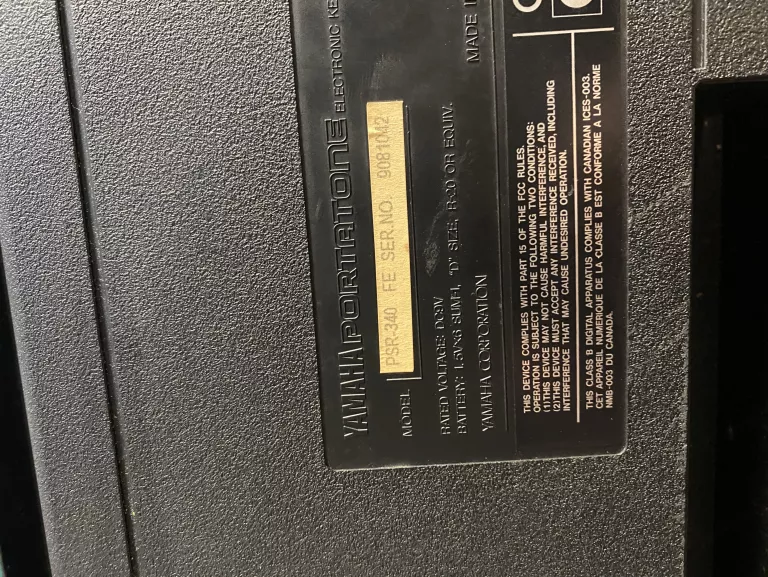 YAMAHA PORTATONE ELECTRONIC KE
MODEL PSR-340 FE SER.NO. 9081042
RATED VOLTAGE: DC9V
BATTERY: 1.5VX6 SUM-1, "D" SIZE, R-20 OR EQUIV.
YAMAHA CORPORATION
MADE I
THIS DEVICE COMPLIES WITH PART 15 OF THE FCC RULES.
OPERATION IS SUBJECT TO THE FOLLOWING TWO CONDITIONS:
(1)THIS DEVICE MAY NOT CAUSE HARMFUL INTERFERENCE, AND
(2)THIS DEVICE MUST ACCEPT ANY INTERFERENCE RECEIVED, INCLUDING
INTERFERENCE THAT MAY CAUSE UNDESIRED OPERATION.
THIS CLASS B DIGITAL APPARATUS COMPLIES WITH CANADIAN ICES-003.
CET APPAREIL NUMERIQUE DE LA CLASSE B EST CONFORME A LA NORME
NMB-003 DU CANADA.